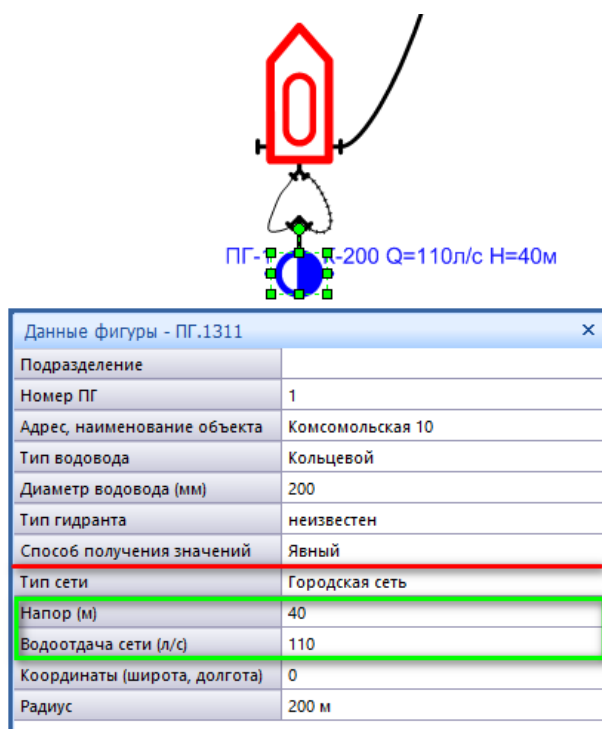 ПГ-1 К-200 Q=110л/с H=40м
Данные фигуры - ПГ.1311
Подразделение
Номер ПГ 1
Адрес, наименование объекта Комсомольская 10
Тип водовода Кольцевой
Диаметр водовода (мм) 200
Тип гидранта неизвестен
Способ получения значений Явный
Тип сети Городская сеть
Напор (м) 40
Водоотдача сети (л/с) 110
Координаты (широта, долгота) 0
Радиус 200 м